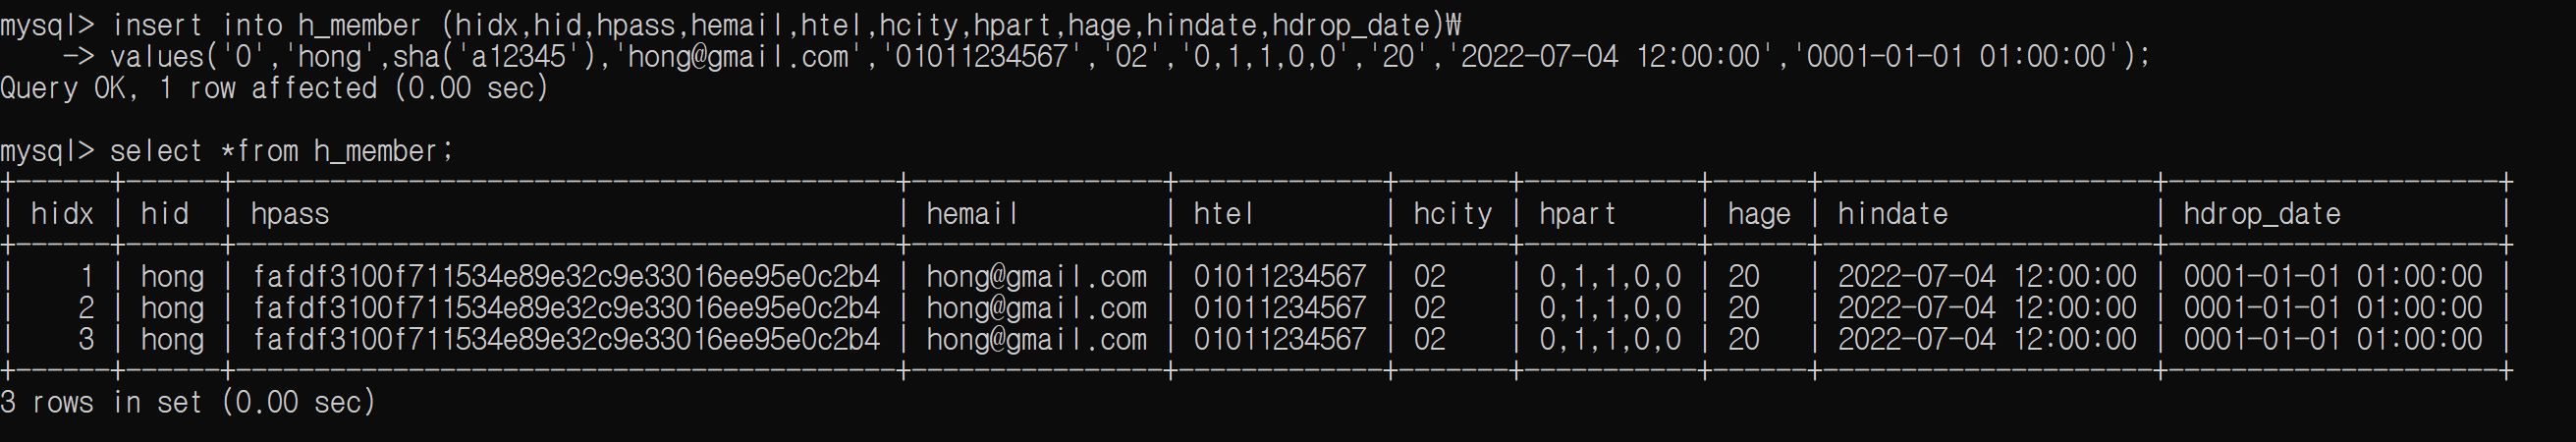 mysql> insert into h_member (hidx,hid,hpass,hemail,htel,hcity,hpart,hage,hindate,hdrop_date)₩
    -> values('0','hong',sha('a12345'),'hong@gmail.com','01011234567','02','0,1,1,0,0','20','2022-07-04 12:00:00','0001-01-01 01:00:00');
Query OK, 1 row affected (0.00 sec)
mysql> select *from h_member;
+------+------+------------------------------------------+----------------+-------------+-------+-----------+------+---------------------+---------------------+
| hidx | hid  | hpass                                    | hemail         | htel        | hcity | hpart     | hage | hindate             | hdrop_date          |
+------+------+------------------------------------------+----------------+-------------+-------+-----------+------+---------------------+---------------------+
|    1 | hong | fafdf3100f711534e89e32c9e33016ee95e0c2b4 | hong@gmail.com | 01011234567 | 02    | 0,1,1,0,0 | 20   | 2022-07-04 12:00:00 | 0001-01-01 01:00:00 |
|    2 | hong | fafdf3100f711534e89e32c9e33016ee95e0c2b4 | hong@gmail.com | 01011234567 | 02    | 0,1,1,0,0 | 20   | 2022-07-04 12:00:00 | 0001-01-01 01:00:00 |
|    3 | hong | fafdf3100f711534e89e32c9e33016ee95e0c2b4 | hong@gmail.com | 01011234567 | 02    | 0,1,1,0,0 | 20   | 2022-07-04 12:00:00 | 0001-01-01 01:00:00 |
+------+------+------------------------------------------+----------------+-------------+-------+-----------+------+---------------------+---------------------+
3 rows in set (0.00 sec)